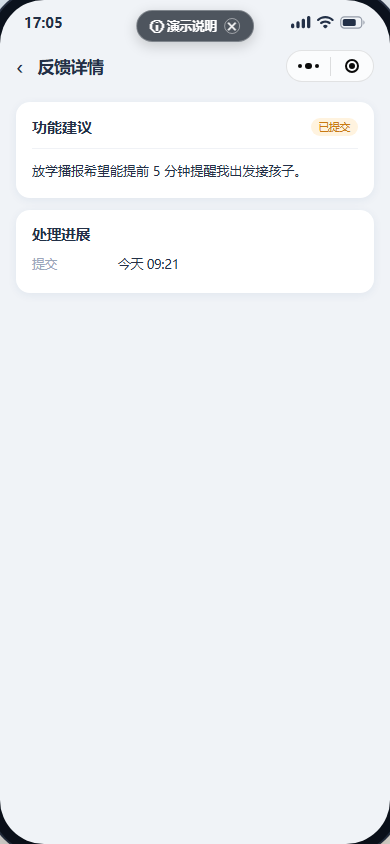 17:05
演示说明
反馈详情
功能建议
已提交
放学播报希望能提前 5 分钟提醒我出发接孩子。
处理进展
提交 今天 09:21